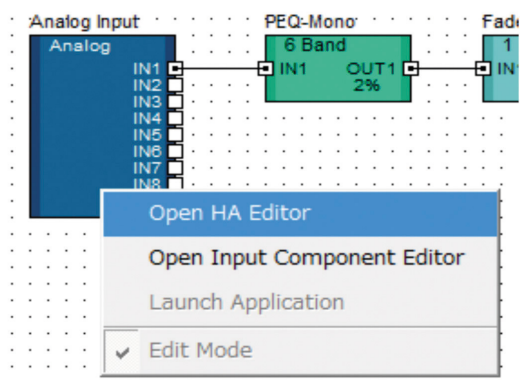 Analog Input
PEQ-Mono
Analog
6 Band
1
IN1
IN1 OUT1
IN2
2%
IN3
IN4
IN5
IN6
IN7
IN8
Open HA Editor
Open Input Component Editor
Launch Application
Edit Mode